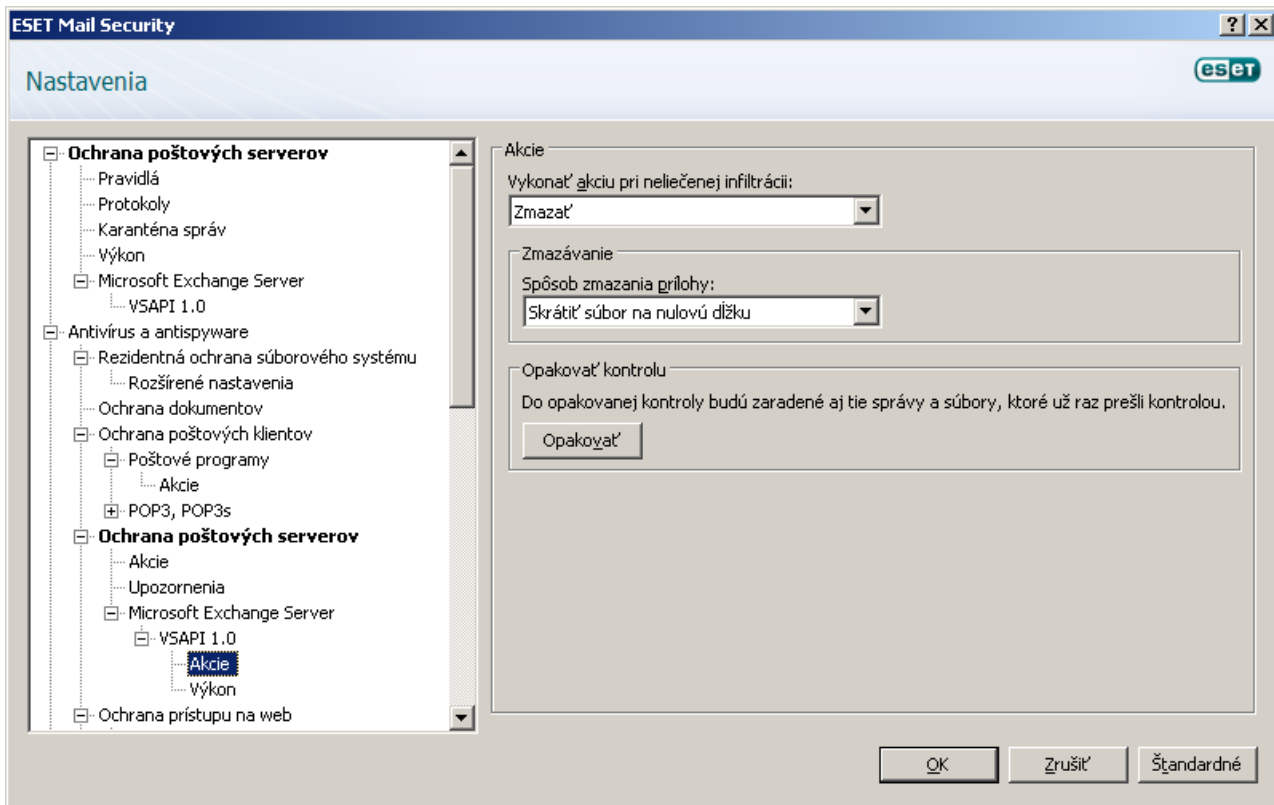 ESET Mail Security
Nastavenia
eset
Ochrana poštových serverov
Pravidlá
Protokoly
Karanténa správ
Výkon
Microsoft Exchange Server
VSAPI 1.0
Antivírus a antispyware
Rezidentná ochrana súborového systému
Rozšírené nastavenia
Ochrana dokumentov
Ochrana poštových klientov
Poštové programy
Akcie
POP3, POP3s
Ochrana poštových serverov
Akcie
Upozornenia
Microsoft Exchange Server
VSAPI 1.0
Akcie
Výkon
Ochrana prístupu na web
Akcie
Vykonať akciu pri neliečenej infiltrácii:
Zmazať
Zmazávanie
Spôsob zmazania prílohy:
Skrátiť súbor na nulovú dĺžku
Opakovať kontrolu
Do opakovanej kontroly budú zaradené aj tie správy a súbory, ktoré už raz prešli kontrolou.
Opakovať
OK
Zrušiť
Štandardné